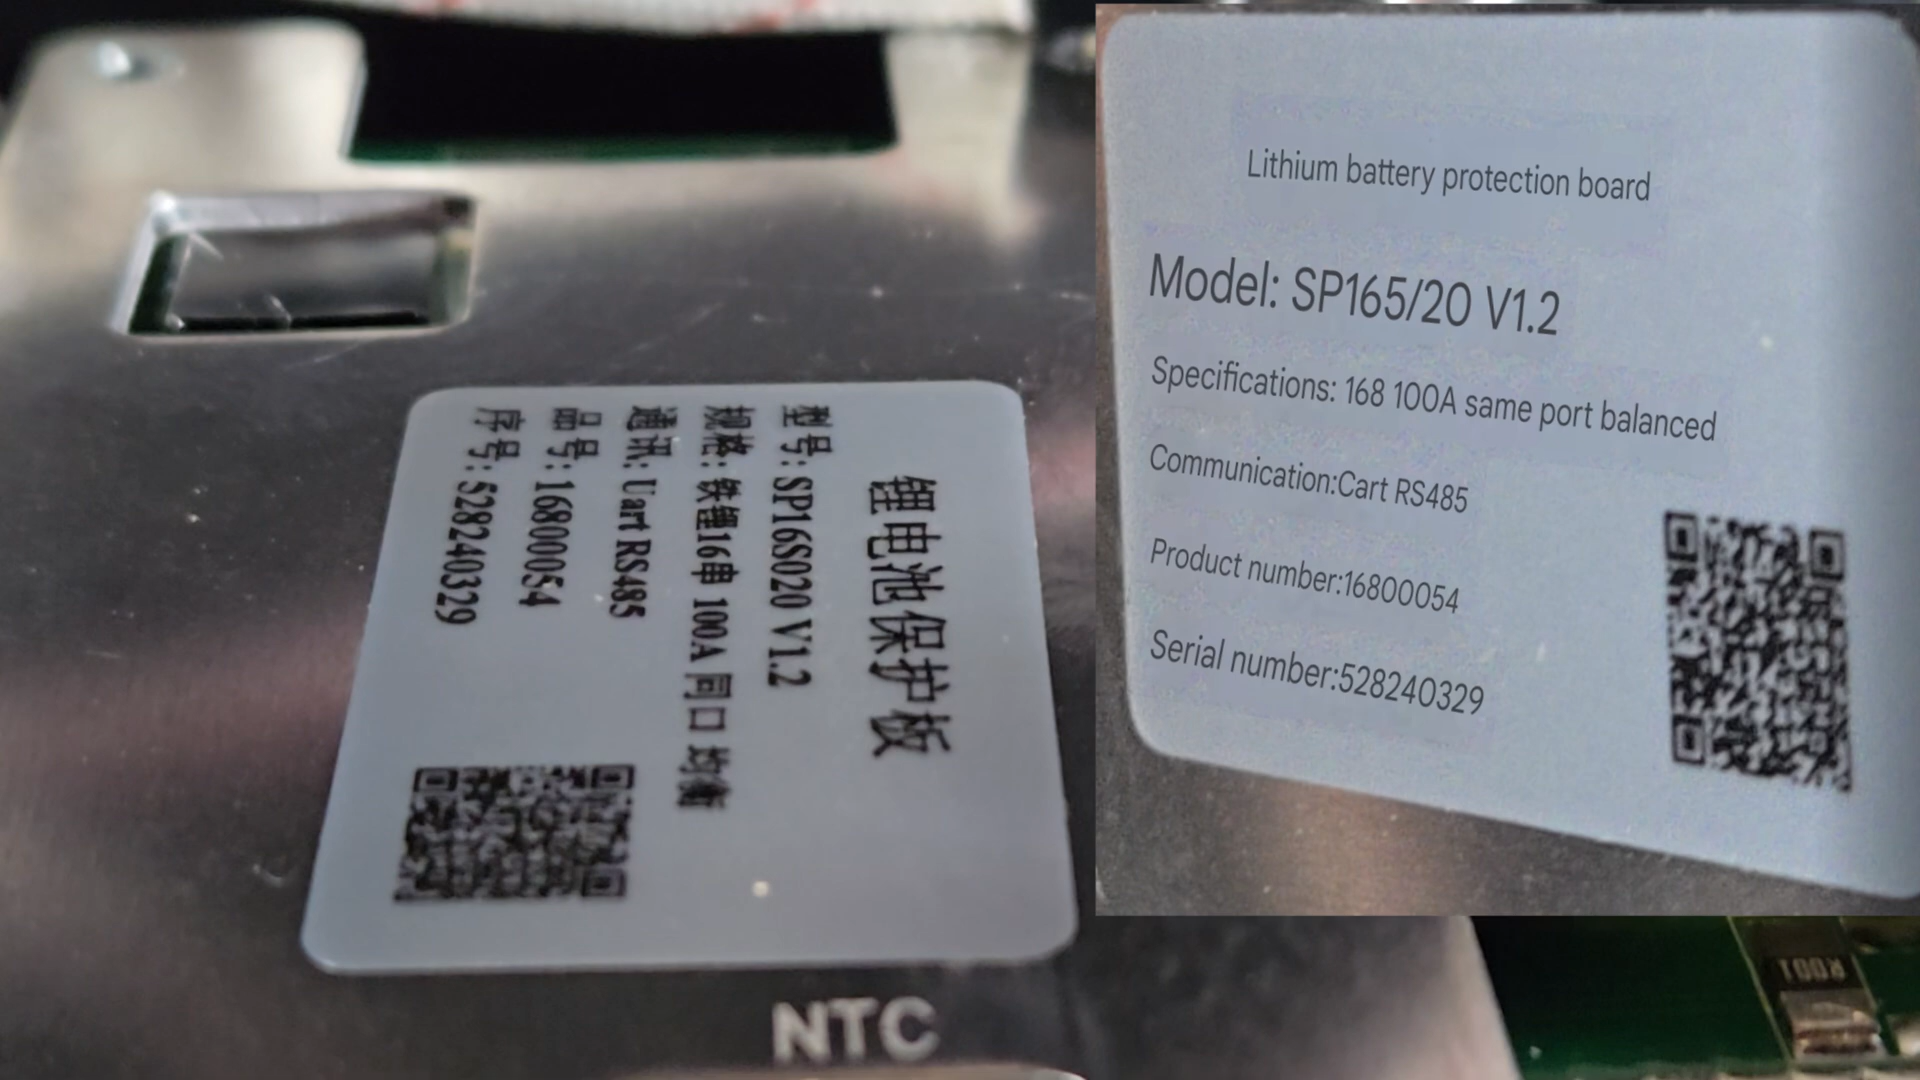 锂电池保护板
型号: SP16S020 V1.2
规格: 铁锂16串 100A 同口 均衡
通讯: Uart RS485
品号: 16800054
序号: 528240329
NTC
Lithium battery protection board
Model: SP165/20 V1.2
Specifications: 168 100A same port balanced
Communication:Cart RS485
Product number:16800054
Serial number:528240329
R001